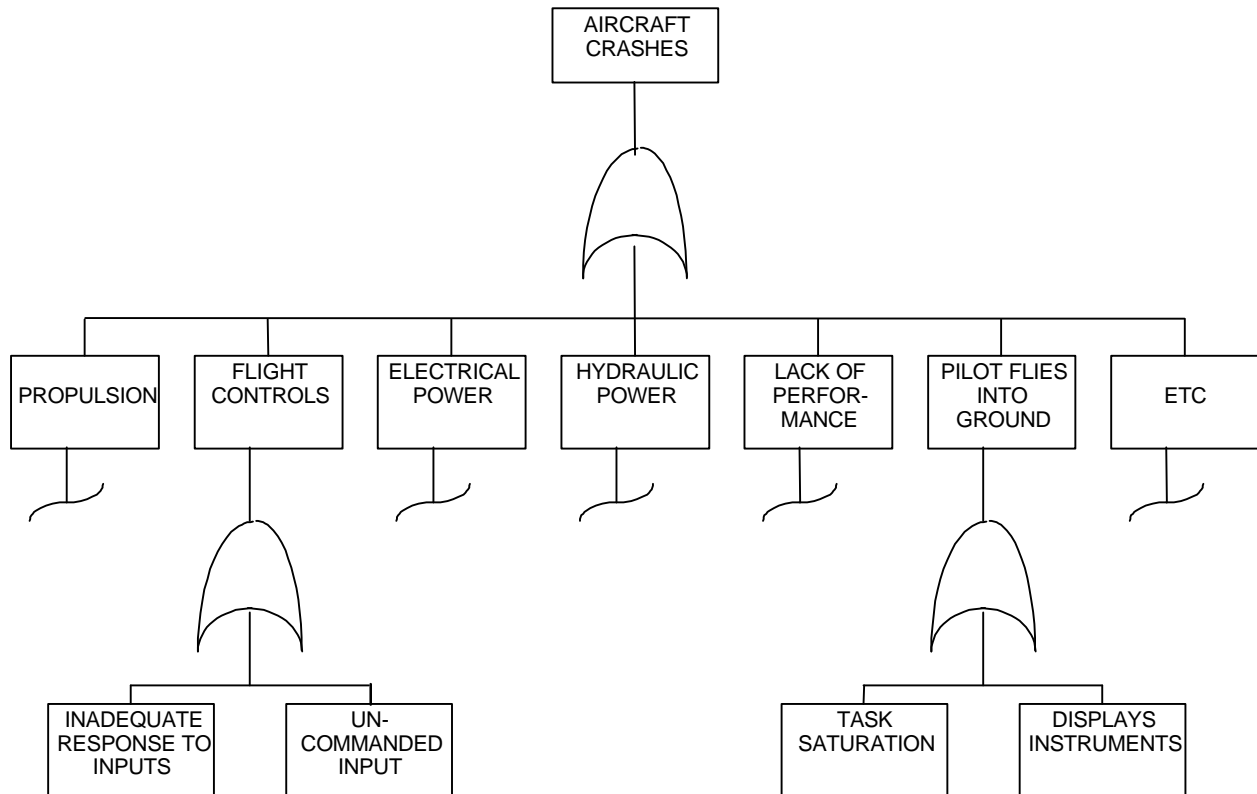 AIRCRAFT
CRASHES
PROPULSION
FLIGHT
CONTROLS
ELECTRICAL
POWER
HYDRAULIC
POWER
LACK OF
PERFOR-
MANCE
PILOT FLIES
INTO
GROUND
ETC
INADEQUATE
RESPONSE TO
INPUTS
UN-
COMMANDED
INPUT
TASK
SATURATION
DISPLAYS
INSTRUMENTS